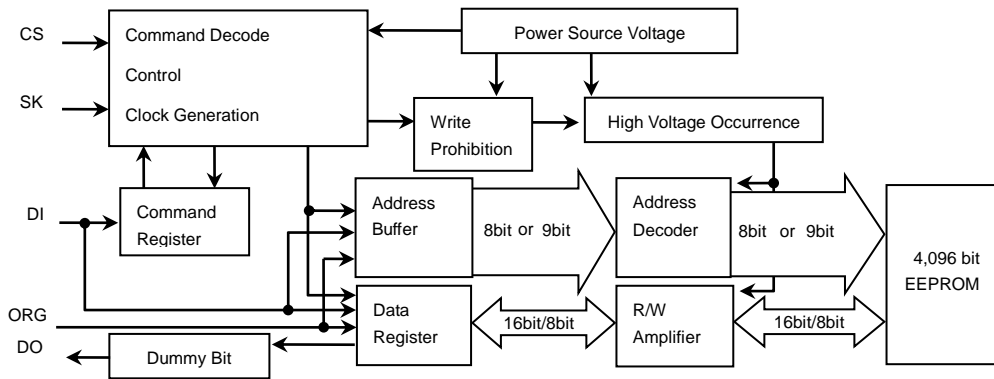 CS
Command Decode
Control
Clock Generation
SK
Power Source Voltage
Write
Prohibition
High Voltage Occurrence
DI
Command
Register
Address
Buffer
8bit or 9bit
Address
Decoder
8bit or 9bit
4,096 bit
EEPROM
ORG
DO
Dummy Bit
Data
Register
16bit/8bit
R/W
Amplifier
16bit/8bit